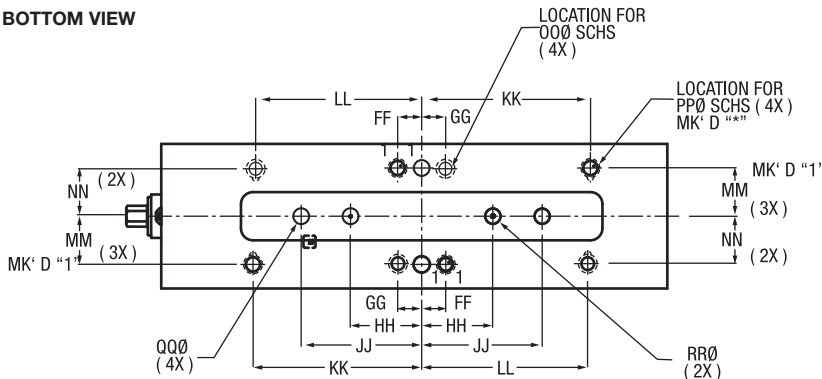 BOTTOM VIEW
LOCATION FOR
OOØ SCHS
( 4X )
LL
KK
LOCATION FOR
PPØ SCHS ( 4X )
MK' D "*"
FF
GG
NN
( 2X )
MK' D "1'
MM
( 3X )
MM
( 3X )
NN
( 2X )
MK' D "1'
1
1
1
1
GG
FF
HH
HH
JJ
JJ
QQØ
( 4X )
KK
LL
RRØ
( 2X )